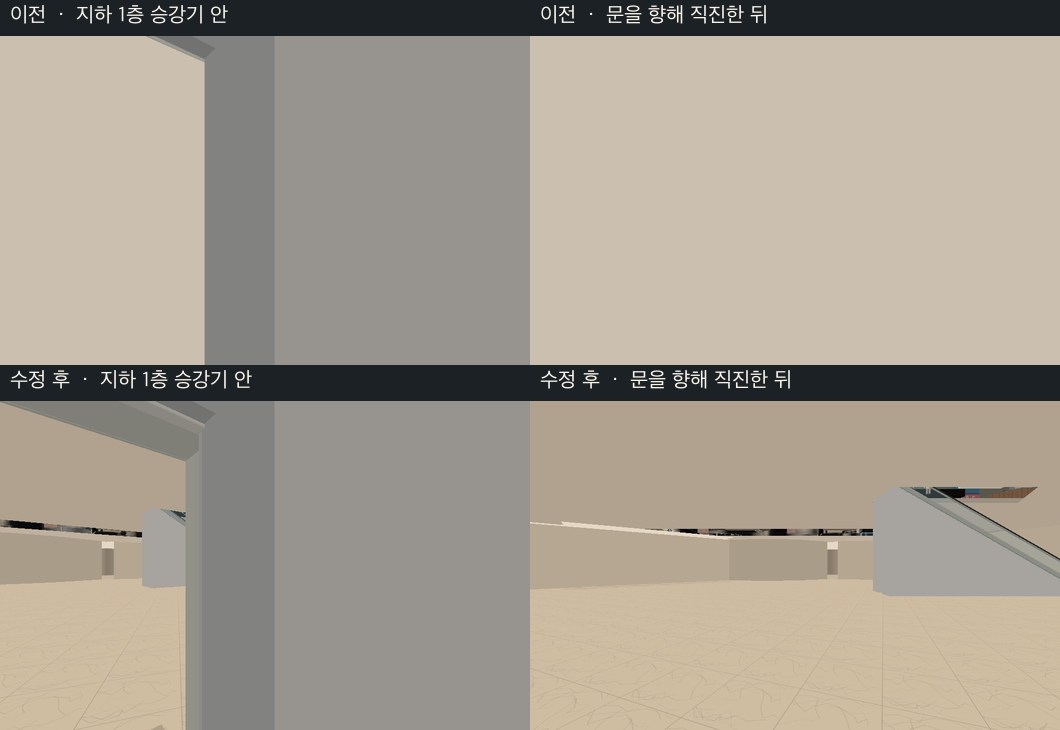 이전 · 지하 1층 승강기 안
이전 · 문을 향해 직진한 뒤
수정 후 · 지하 1층 승강기 안
수정 후 · 문을 향해 직진한 뒤